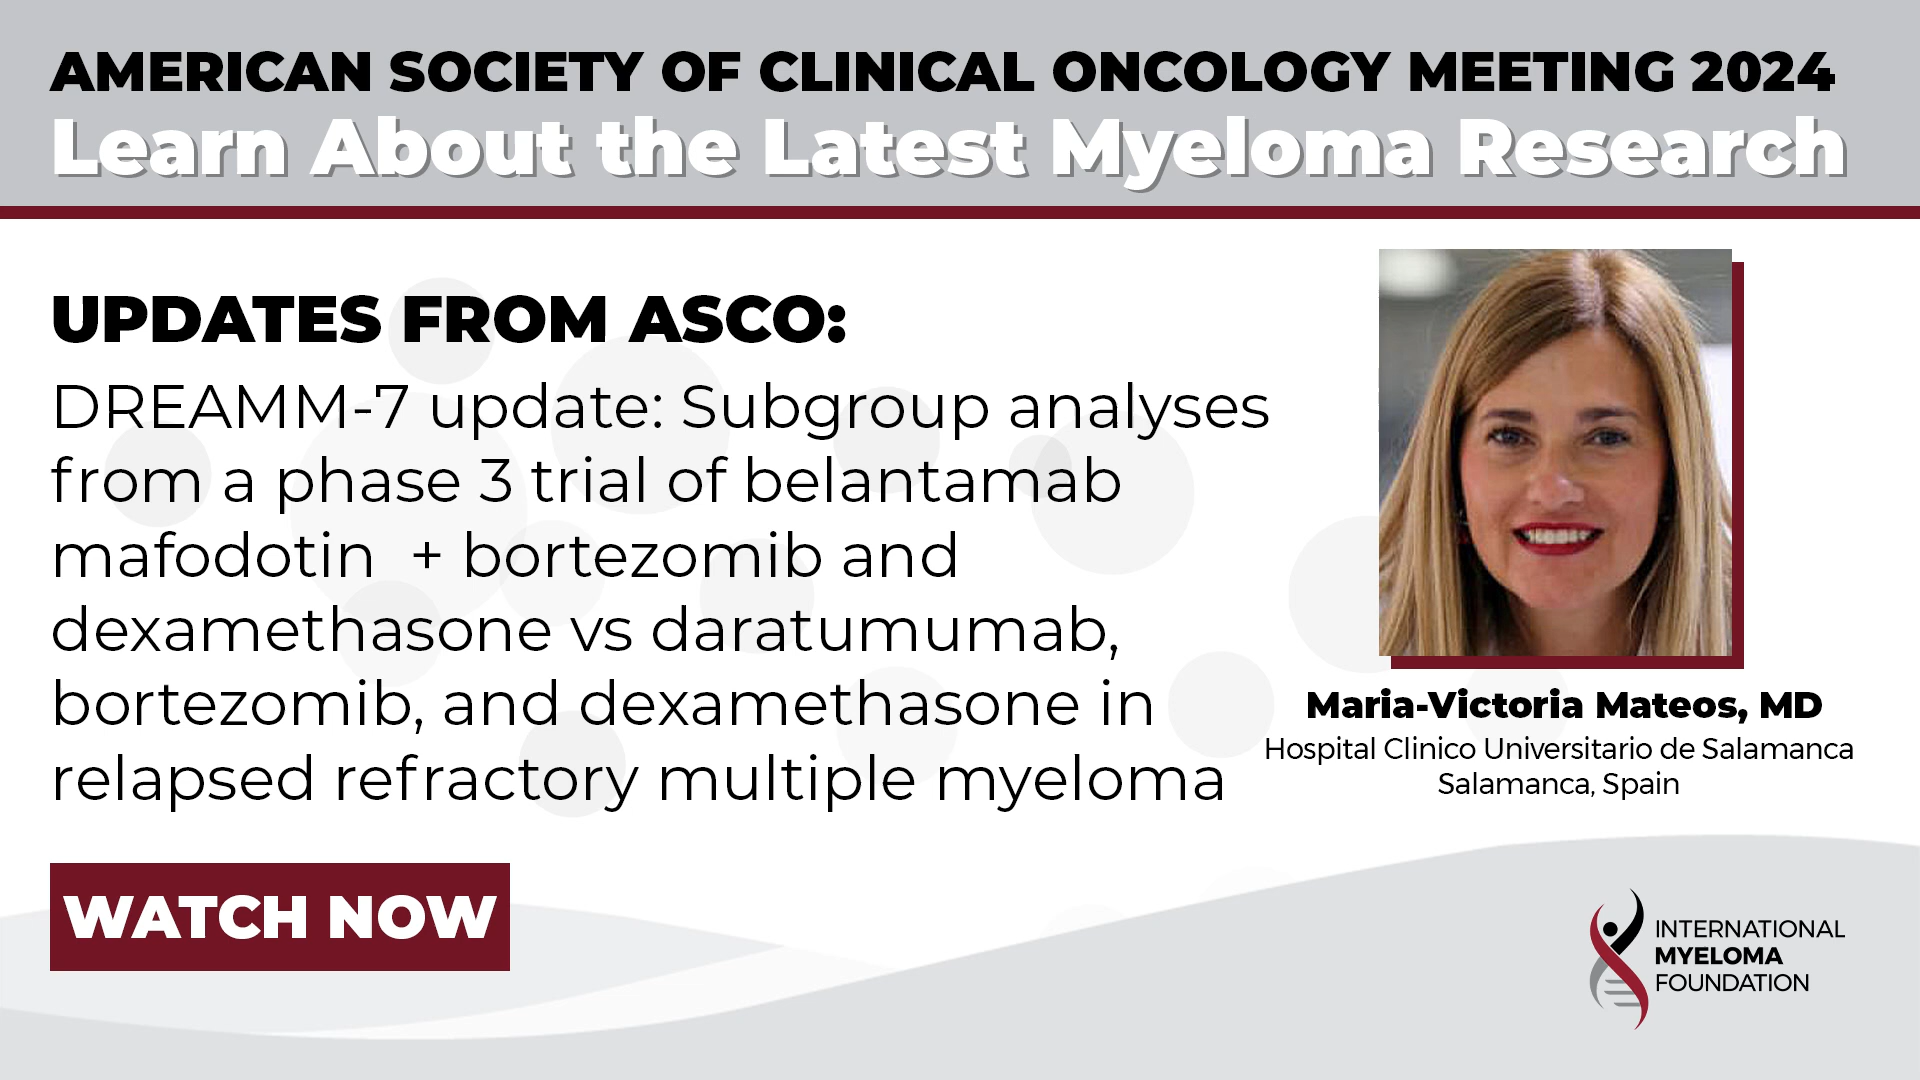 AMERICAN SOCIETY OF CLINICAL ONCOLOGY MEETING 2024
Learn About the Latest Myeloma Research
UPDATES FROM ASCO:
DREAMM-7 update: Subgroup analyses
from a phase 3 trial of belantamab
mafodotin  + bortezomib and
dexamethasone vs daratumumab,
bortezomib, and dexamethasone in
relapsed refractory multiple myeloma
WATCH NOW
Maria-Victoria Mateos, MD
Hospital Clinico Universitario de Salamanca
Salamanca, Spain
INTERNATIONAL
MYELOMA
FOUNDATION